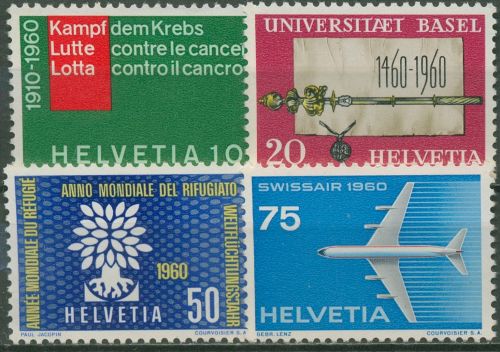 1910-1960
Kampf dem Krebs
Lutte contre le cancer
Lotta contro il cancro
HELVETIA 10
UNIVERSITÆT BASEL
1460-1960
20 HELVETIA
ANNÉE MONDIALE DU RÉFUGIÉ
ANNO MONDIALE DEL RIFUGIATO
WELTFLÜCHTLINGSJAHR
1960
HELVETIA 50
PAUL JACOPIN COURVOISIER S.A.
SWISSAIR 1960
75
HELVETIA
GEBR. LENZ COURVOISIER S A